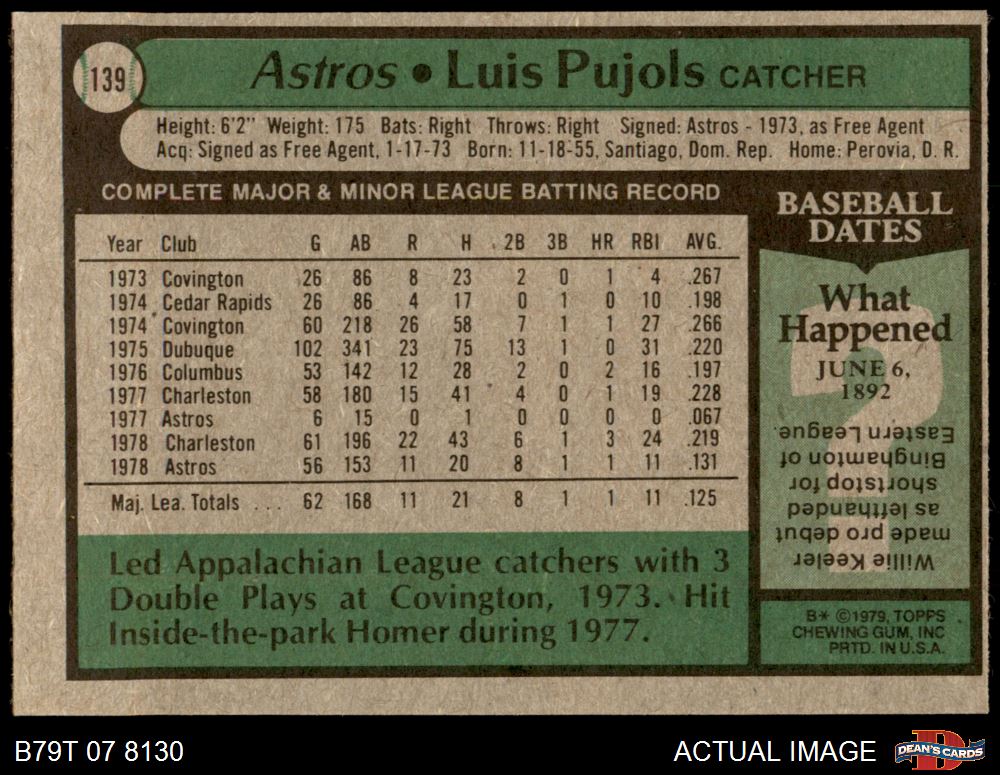 139
Astros • Luis Pujols CATCHER
Height: 6'2" Weight: 175 Bats: Right Throws: Right Signed: Astros - 1973, as Free Agent
Acq: Signed as Free Agent, 1-17-73 Born: 11-18-55, Santiago, Dom. Rep. Home: Perovia, D. R.
COMPLETE MAJOR & MINOR LEAGUE BATTING RECORD
Year Club G AB R H 2B 3B HR RBI AVG.
1973 Covington 26 86 8 23 2 0 1 4 .267
1974 Cedar Rapids 26 86 4 17 0 1 0 10 .198
1974 Covington 60 218 26 58 7 1 1 27 .266
1975 Dubuque 102 341 23 75 13 1 0 31 .220
1976 Columbus 53 142 12 28 2 0 2 16 .197
1977 Charleston 58 180 15 41 4 0 1 19 .228
1977 Astros 6 15 0 1 0 0 0 0 .067
1978 Charleston 61 196 22 43 6 1 3 24 .219
1978 Astros 56 153 11 20 8 1 1 11 .131
Maj. Lea. Totals . . . 62 168 11 21 8 1 1 11 .125
Led Appalachian League catchers with 3
Double Plays at Covington, 1973. Hit
Inside-the-park Homer during 1977.
BASEBALL
DATES
What
Happened
JUNE 6,
1892
Willie Keeler
made pro debut
as lefthanded
shortstop for
Binghamton of
Eastern League.
B* ©1979, TOPPS
CHEWING GUM, INC
PRTD. IN U.S.A.
B79T 07 8130
ACTUAL IMAGE
D
DEAN'S CARDS